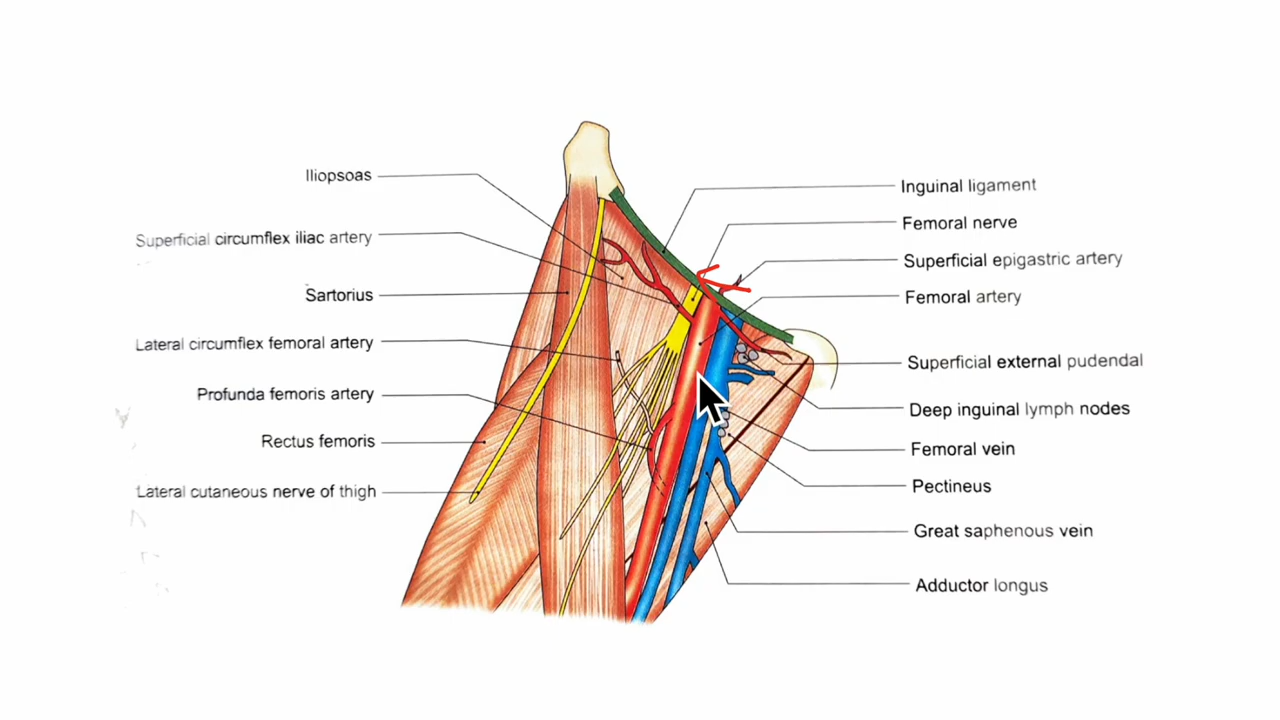 Iliopsoas
Superficial circumflex iliac artery
Sartorius
Lateral circumflex femoral artery
Profunda femoris artery
Rectus femoris
Lateral cutaneous nerve of thigh
Inguinal ligament
Femoral nerve
Superficial epigastric artery
Femoral artery
Superficial external pudendal
Deep inguinal lymph nodes
Femoral vein
Pectineus
Great saphenous vein
Adductor longus